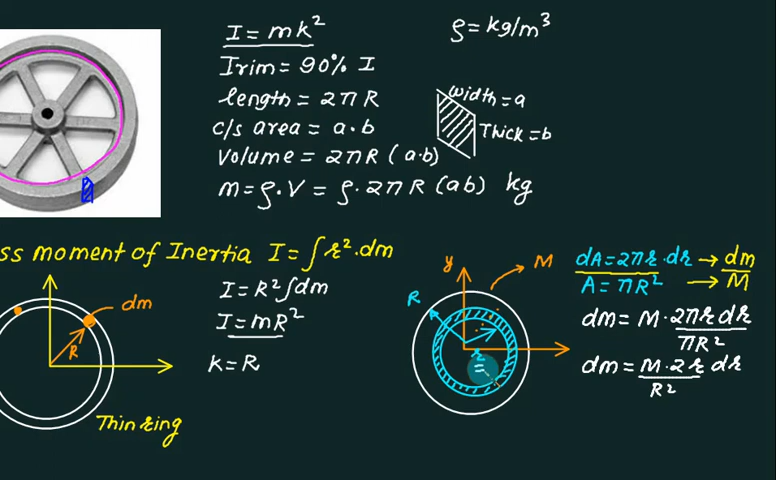 I = mk²
ρ = kg/m³
Irim = 90% I
length = 2πR
width = a
c/s area = a·b
Thick = b
Volume = 2πR (a·b)
m = ρ·V = ρ·2πR (ab) kg
ss moment of Inertia I = ∫r²·dm
I = R²∫dm
I = mR²
K = R
dm
R
Thin ring
y
M
R
r
dA = 2πr·dr → dm
A = πR² → M
dm = M·2πr dr
πR²
dm = M·2r dr
R²